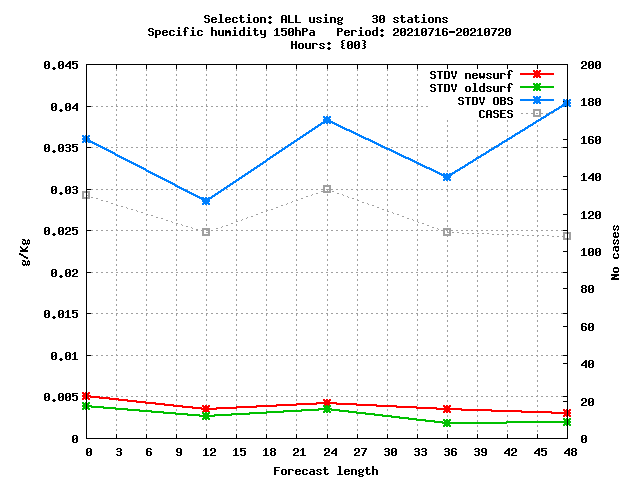 Selection: ALL using    30 stations
Specific humidity 150hPa   Period: 20210716-20210720
Hours: {00}
STDV newsurf
STDV oldsurf
STDV OBS
CASES
g/Kg
0.045
0.04
0.035
0.03
0.025
0.02
0.015
0.01
0.005
0
No cases
200
180
160
140
120
100
80
60
40
20
0
0 3 6 9 12 15 18 21 24 27 30 33 36 39 42 45 48
Forecast length